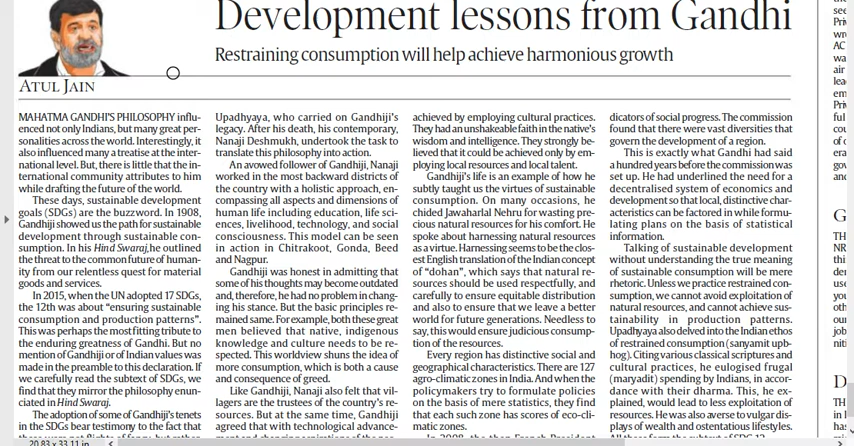 Development lessons from Gandhi
Restraining consumption will help achieve harmonious growth
ATUL JAIN
MAHATMA GANDHI'S PHILOSOPHY influ-
enced not only Indians, but many great per-
sonalities across the world. Interestingly, it
also influenced many a treatise at the inter-
national level. But, there is little that the in-
ternational community attributes to him
while drafting the future of the world.
These days, sustainable development
goals (SDGs) are the buzzword. In 1908,
Gandhiji showed us the path for sustainable
development through sustainable con-
sumption. In his Hind Swaraj, he outlined
the threat to the common future of human-
ity from our relentless quest for material
goods and services.
In 2015, when the UN adopted 17 SDGs,
the 12th was about "ensuring sustainable
consumption and production patterns".
This was perhaps the most fitting tribute to
the enduring greatness of Gandhi. But no
mention of Gandhiji or of Indian values was
made in the preamble to this declaration. If
we carefully read the subtext of SDGs, we
find that they mirror the philosophy enun-
ciated in Hind Swaraj.
The adoption of some of Gandhiji's tenets
in the SDGs bear testimony to the fact that
Upadhyaya, who carried on Gandhiji's
legacy. After his death, his contemporary,
Nanaji Deshmukh, undertook the task to
translate this philosophy into action.
An avowed follower of Gandhiji, Nanaji
worked in the most backward districts of
the country with a holistic approach, en-
compassing all aspects and dimensions of
human life including education, life sci-
ences, livelihood, technology, and social
consciousness. This model can be seen
in action in Chitrakoot, Gonda, Beed
and Nagpur.
Gandhiji was honest in admitting that
some of his thoughts may become outdated
and, therefore, he had no problem in chang-
ing his stance. But the basic principles re-
mained same. For example, both these great
men believed that native, indigenous
knowledge and culture needs to be re-
spected. This worldview shuns the idea of
more consumption, which is both a cause
and consequence of greed.
Like Gandhiji, Nanaji also felt that vil-
lagers are the trustees of the country's re-
sources. But at the same time, Gandhiji
agreed that with technological advance-
achieved by employing cultural practices.
They had an unshakeable faith in the native's
wisdom and intelligence. They strongly be-
lieved that it could be achieved only by em-
ploying local resources and local talent.
Gandhiji's life is an example of how he
subtly taught us the virtues of sustainable
consumption. On many occasions, he
chided Jawaharlal Nehru for wasting pre-
cious natural resources for his comfort. He
spoke about harnessing natural resources
as a virtue. Harnessing seems to be the clos-
est English translation of the Indian concept
of "dohan", which says that natural re-
sources should be used respectfully, and
carefully to ensure equitable distribution
and also to ensure that we leave a better
world for future generations. Needless to
say, this would ensure judicious consump-
tion of the resources.
Every region has distinctive social and
geographical characteristics. There are 127
agro-climatic zones in India. And when the
policymakers try to formulate policies
on the basis of mere statistics, they find
that each such zone has scores of eco-cli-
matic zones.
In 2008, the then French President
dicators of social progress. The commission
found that there were vast diversities that
govern the development of a region.
This is exactly what Gandhi had said
a hundred years before the commission was
set up. He had underlined the need for a
decentralised system of economics and
development so that local, distinctive char-
acteristics can be factored in while formu-
lating plans on the basis of statistical
information.
Talking of sustainable development
without understanding the true meaning
of sustainable consumption will be mere
rhetoric. Unless we practice restrained con-
sumption, we cannot avoid exploitation of
natural resources, and cannot achieve sus-
tainability in production patterns.
Upadhyaya also delved into the Indian ethos
of restrained consumption (sanyamit upb-
hog). Citing various classical scriptures and
cultural practices, he eulogised frugal
(maryadit) spending by Indians, in accor-
dance with their dharma. This, he ex-
plained, would lead to less exploitation of
resources. He was also averse to vulgar dis-
plays of wealth and ostentatious lifestyles.
20.83 x 33.11 in